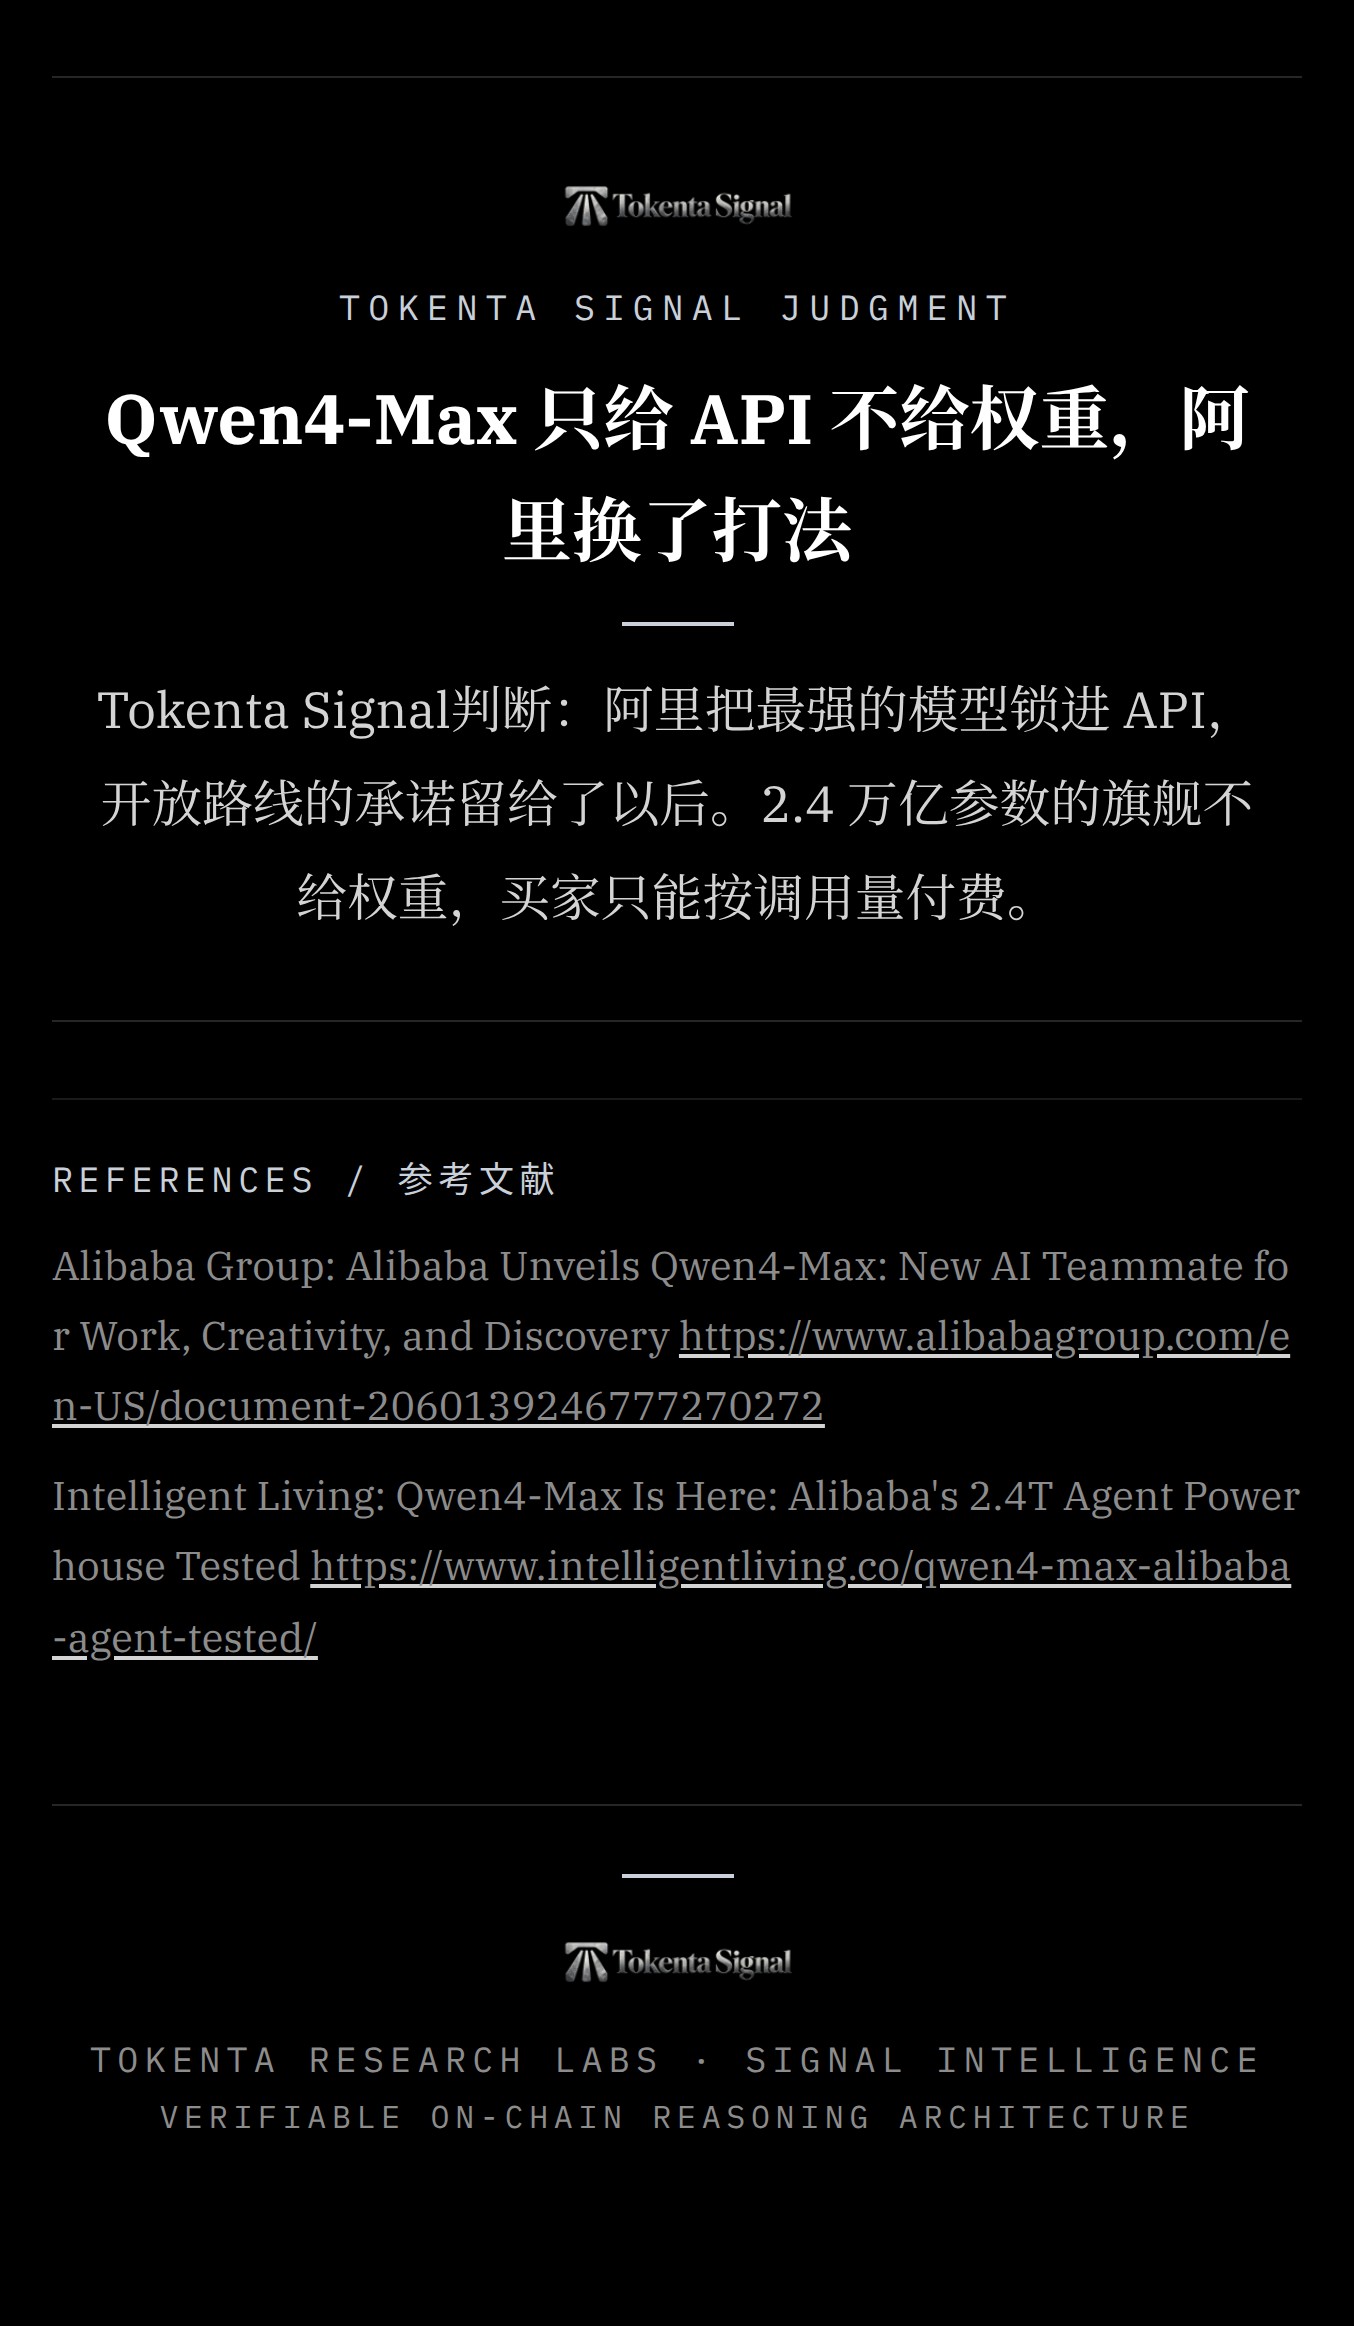 Tokenta Signal
TOKENTA SIGNAL JUDGMENT
Qwen4-Max 只给 API 不给权重，阿
里换了打法
Tokenta Signal判断：阿里把最强的模型锁进 API，
开放路线的承诺留给了以后。2.4 万亿参数的旗舰不
给权重，买家只能按调用量付费。
REFERENCES / 参考文献
Alibaba Group: Alibaba Unveils Qwen4-Max: New AI Teammate fo
r Work, Creativity, and Discovery https://www.alibabagroup.com/e
n-US/document-2060139246777270272
Intelligent Living: Qwen4-Max Is Here: Alibaba's 2.4T Agent Power
house Tested https://www.intelligentliving.co/qwen4-max-alibaba
-agent-tested/
Tokenta Signal
TOKENTA RESEARCH LABS · SIGNAL INTELLIGENCE
VERIFIABLE ON-CHAIN REASONING ARCHITECTURE